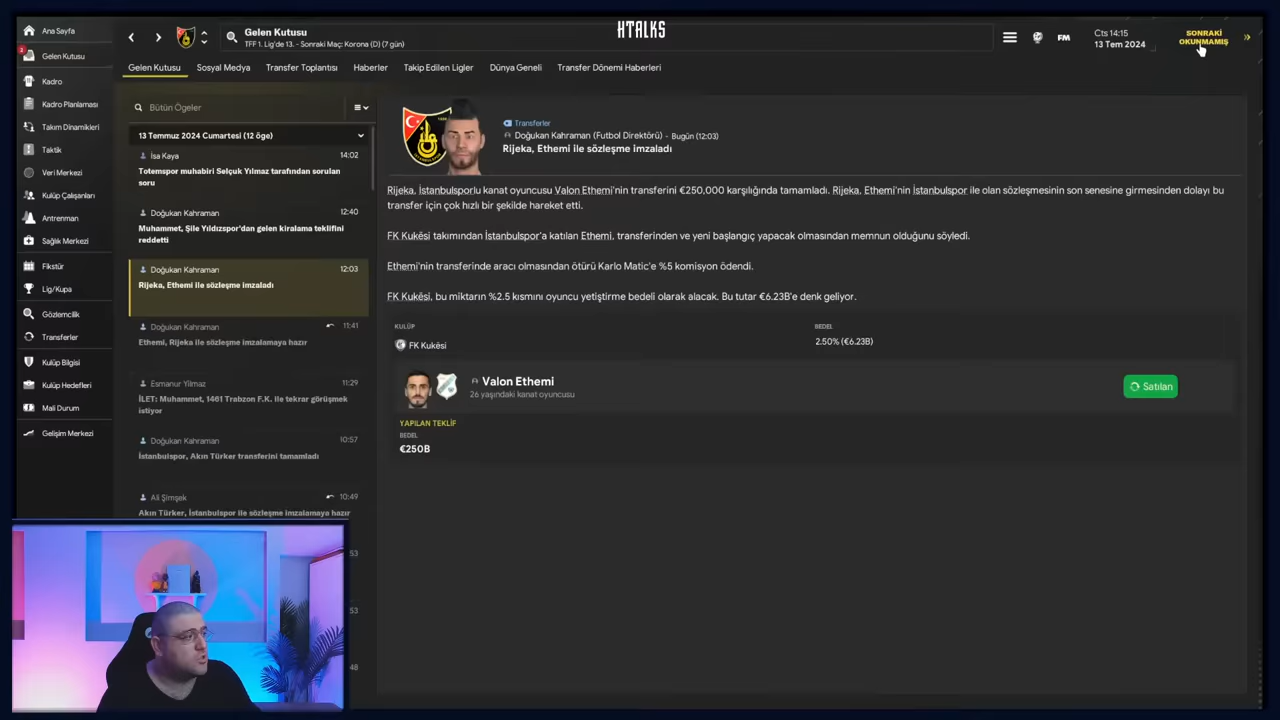 HTALKS
Ana Sayfa
3
Gelen Kutusu
Kadro
Kadro Planlaması
Takım Dinamikleri
Taktik
Veri Merkezi
Kulüp Çalışanları
Antrenman
Sağlık Merkezi
Fikstür
Lig/Kupa
Gözlemcilik
Transferler
Kulüp Bilgisi
Kulüp Hedefleri
Mali Durum
Gelişim Merkezi
Gelen Kutusu
TFF 1. Lig'de 13. - Sonraki Maç: Korona (D) (7 gün)
FM
Cts 14:15
13 Tem 2024
SONRAKİ
OKUNMAMIŞ
Gelen Kutusu Sosyal Medya Transfer Toplantısı Haberler Takip Edilen Ligler Dünya Geneli Transfer Dönemi Haberleri
Bütün Ögeler
13 Temmuz 2024 Cumartesi (12 öge)
İsa Kaya 14:02
Totemspor muhabiri Selçuk Yılmaz tarafından sorulan
soru
Doğukan Kahraman 12:40
Muhammet, Şile Yıldızspor'dan gelen kiralama teklifini
reddetti
Doğukan Kahraman 12:03
Rijeka, Ethemi ile sözleşme imzaladı
Doğukan Kahraman 11:41
Ethemi, Rijeka ile sözleşme imzalamaya hazır
Esmanur Yilmaz 11:29
İLET: Muhammet, 1461 Trabzon F.K. ile tekrar görüşmek
istiyor
Doğukan Kahraman 10:57
İstanbulspor, Akın Türker transferini tamamladı
Ali Şimşek 10:49
Akın Türker, İstanbulspor ile sözleşme imzalamaya hazır
53
53
48
Transferler
Doğukan Kahraman (Futbol Direktörü) - Bugün (12:03)
Rijeka, Ethemi ile sözleşme imzaladı
Rijeka, İstanbulsporlu kanat oyuncusu Valon Ethemi'nin transferini €250,000 karşılığında tamamladı. Rijeka, Ethemi'nin İstanbulspor ile olan sözleşmesinin son senesine girmesinden dolayı bu
transfer için çok hızlı bir şekilde hareket etti.
FK Kukësi takımından İstanbulspor'a katılan Ethemi, transferinden ve yeni başlangıç yapacak olmasından memnun olduğunu söyledi.
Ethemi'nin transferinde aracı olmasından ötürü Karlo Matic'e %5 komisyon ödendi.
FK Kukësi, bu miktarın %2.5 kısmını oyuncu yetiştirme bedeli olarak alacak. Bu tutar €6.23B'e denk geliyor.
KULÜP BEDEL
FK Kukësi 2.50% (€6.23B)
Valon Ethemi
26 yaşındaki kanat oyuncusu
Satılan
YAPILAN TEKLİF
BEDEL
€250B